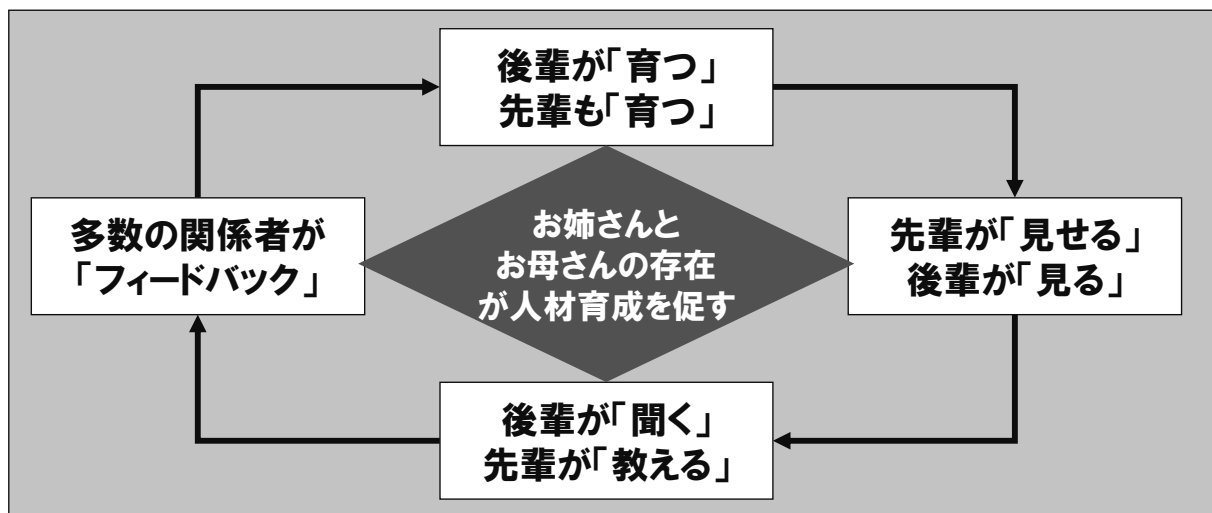 後輩が「育つ」
先輩も「育つ」
多数の関係者が
「フィードバック」
お姉さんと
お母さんの存在
が人材育成を促す
先輩が「見せる」
後輩が「見る」
後輩が「聞く」
先輩が「教える」